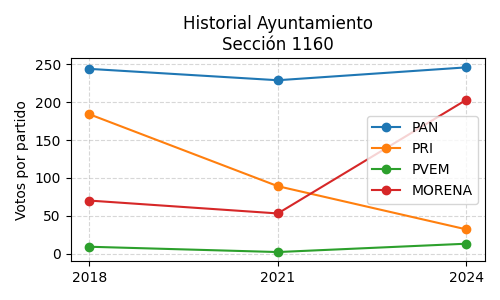 Historial Ayuntamiento
Sección 1160
Votos por partido
250
200
150
100
50
0
2018
2021
2024
PAN
PRI
PVEM
MORENA